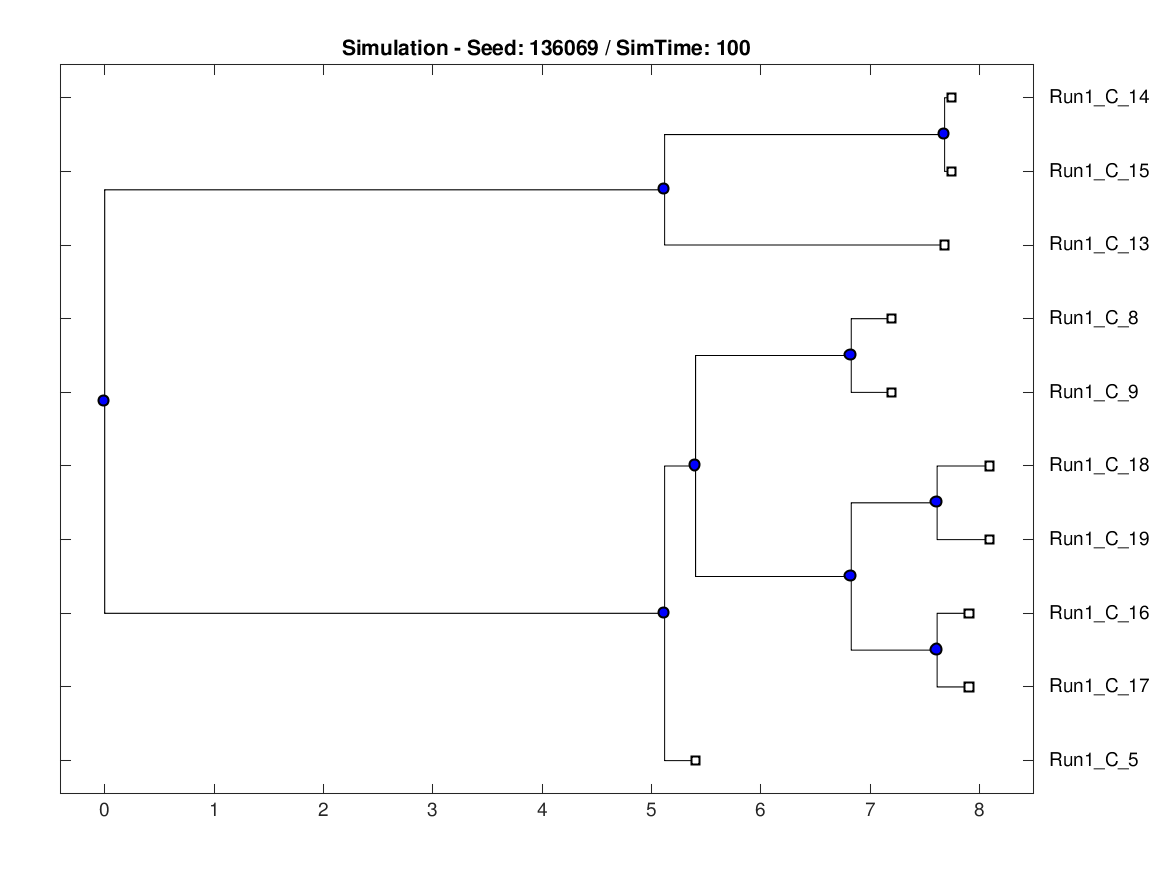 Simulation - Seed: 136069 / SimTime: 100
Run1_C_14
Run1_C_15
Run1_C_13
Run1_C_8
Run1_C_9
Run1_C_18
Run1_C_19
Run1_C_16
Run1_C_17
Run1_C_5
0 1 2 3 4 5 6 7 8